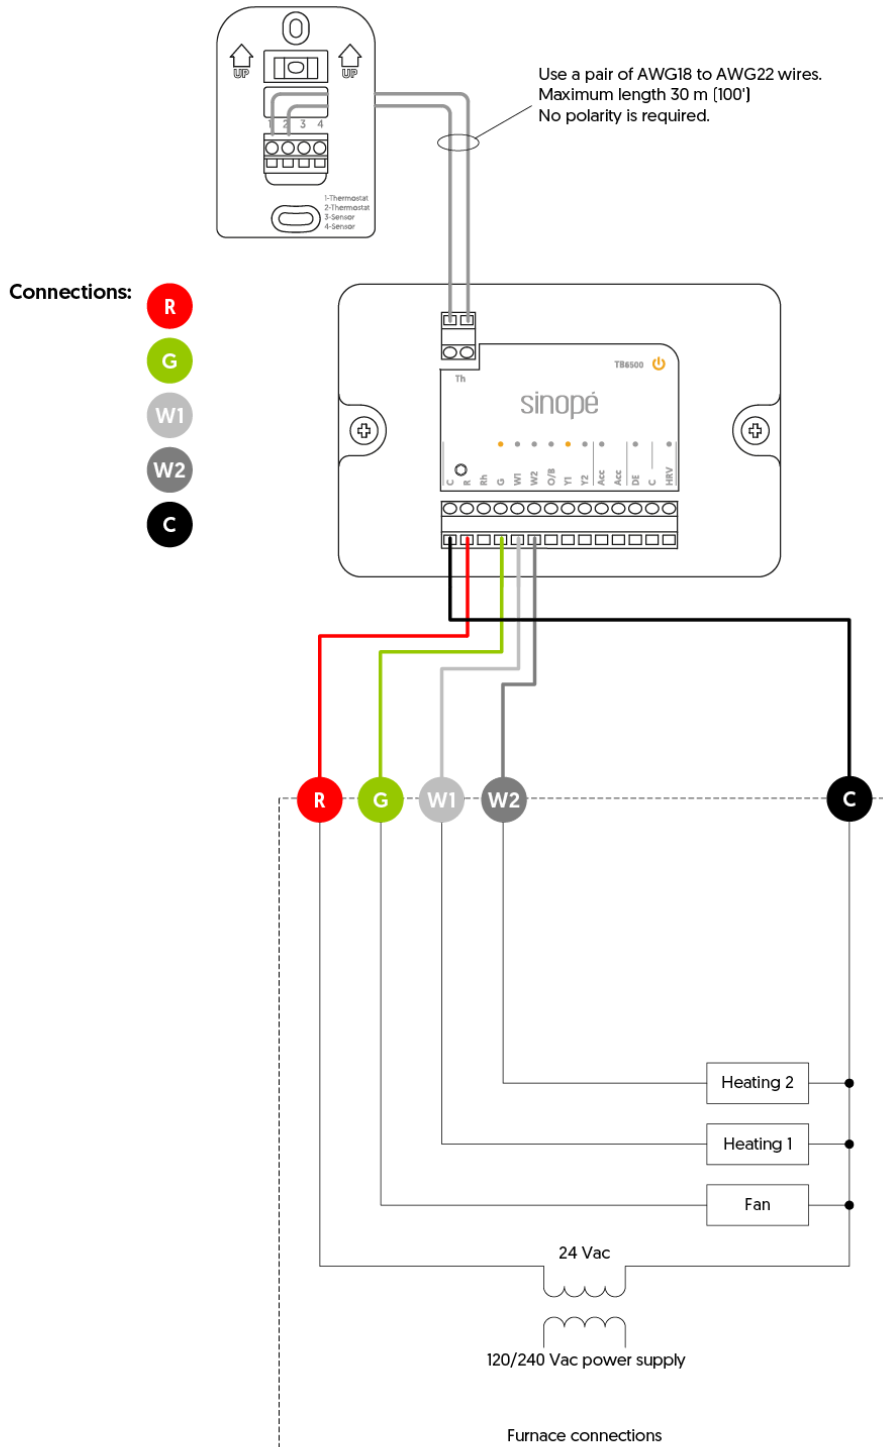 UP
UP
Use a pair of AWG18 to AWG22 wires.
Maximum length 30 m (100')
No polarity is required.
1 2 3 4
1-Thermostat
2-Thermostat
3-Sensor
4-Sensor
Connections:
R
G
W1
W2
C
Th
TB6500
sinopé
C
R
Rh
G
W1
W2
O/B
Y1
Y2
Acc
Acc
DE
C
HRV
R
G
W1
W2
C
Heating 2
Heating 1
Fan
24 Vac
120/240 Vac power supply
Furnace connections